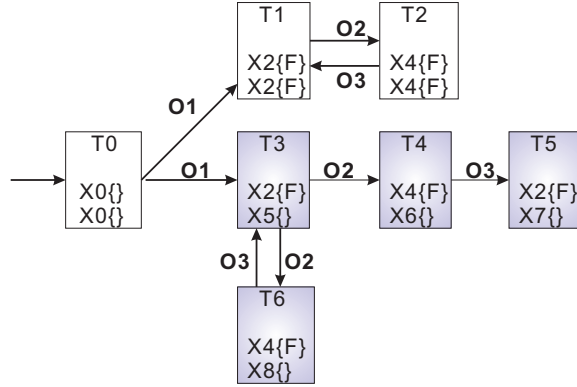 T1
X2{F}
X2{F}
O2
O3
T2
X4{F}
X4{F}
O1
T0
X0{}
X0{}
O1
T3
X2{F}
X5{}
O2
T4
X4{F}
X6{}
O3
T5
X2{F}
X7{}
O3
O2
T6
X4{F}
X8{}